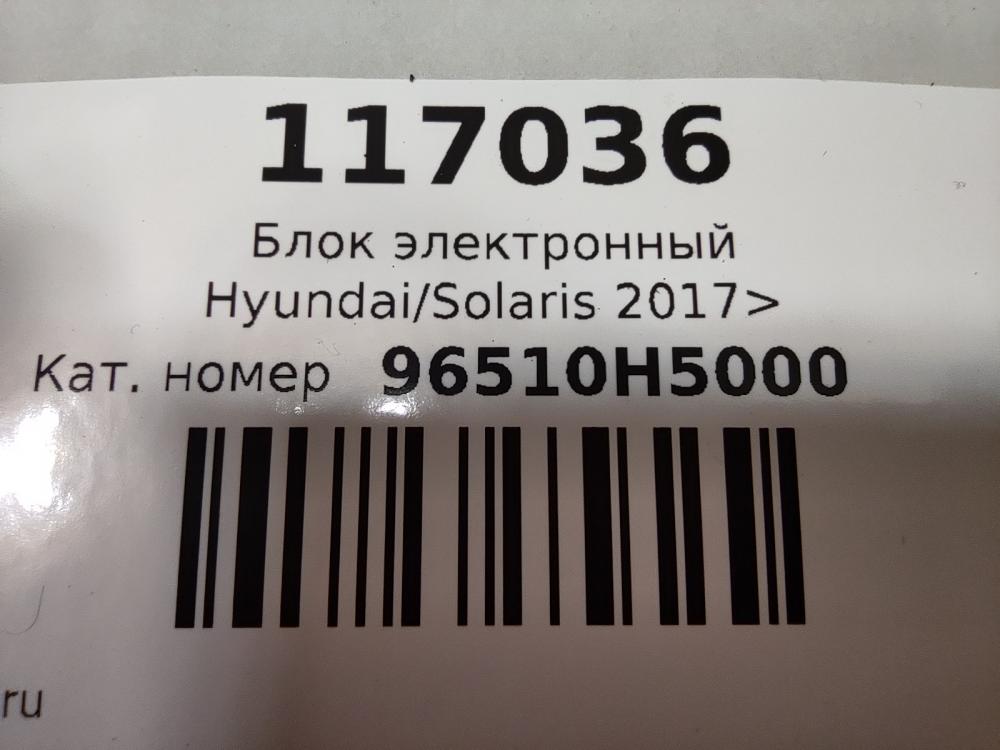 117036
Блок электронный
Hyundai/Solaris 2017>
Кат. номер 96510H5000
ru